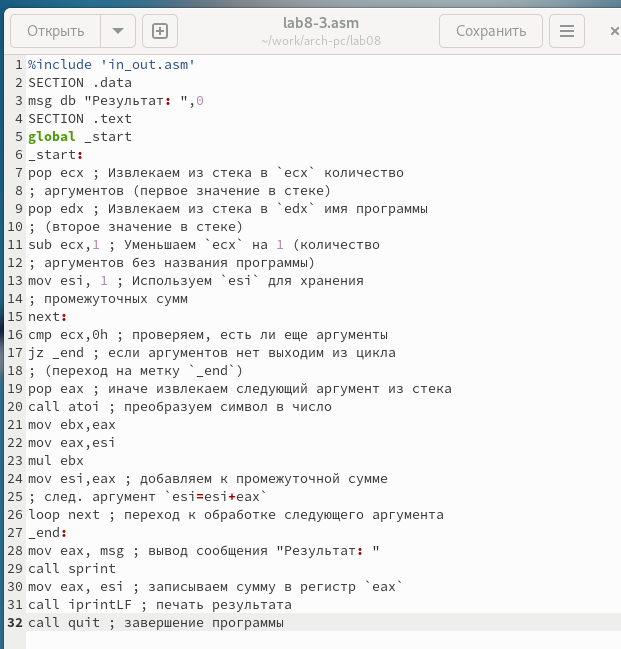 Открыть
lab8-3.asm
~/work/arch-pc/lab08
Сохранить
1 %include 'in_out.asm'
2 SECTION .data
3 msg db "Результат: ",0
4 SECTION .text
5 global _start
6 _start:
7 pop ecx ; Извлекаем из стека в `ecx` количество
8 ; аргументов (первое значение в стеке)
9 pop edx ; Извлекаем из стека в `edx` имя программы
10 ; (второе значение в стеке)
11 sub ecx,1 ; Уменьшаем `ecx` на 1 (количество
12 ; аргументов без названия программы)
13 mov esi, 1 ; Используем `esi` для хранения
14 ; промежуточных сумм
15 next:
16 cmp ecx,0h ; проверяем, есть ли еще аргументы
17 jz _end ; если аргументов нет выходим из цикла
18 ; (переход на метку `_end`)
19 pop eax ; иначе извлекаем следующий аргумент из стека
20 call atoi ; преобразуем символ в число
21 mov ebx,eax
22 mov eax,esi
23 mul ebx
24 mov esi,eax ; добавляем к промежуточной сумме
25 ; след. аргумент `esi=esi+eax`
26 loop next ; переход к обработке следующего аргумента
27 _end:
28 mov eax, msg ; вывод сообщения "Результат: "
29 call sprint
30 mov eax, esi ; записываем сумму в регистр `eax`
31 call iprintLF ; печать результата
32 call quit ; завершение программы